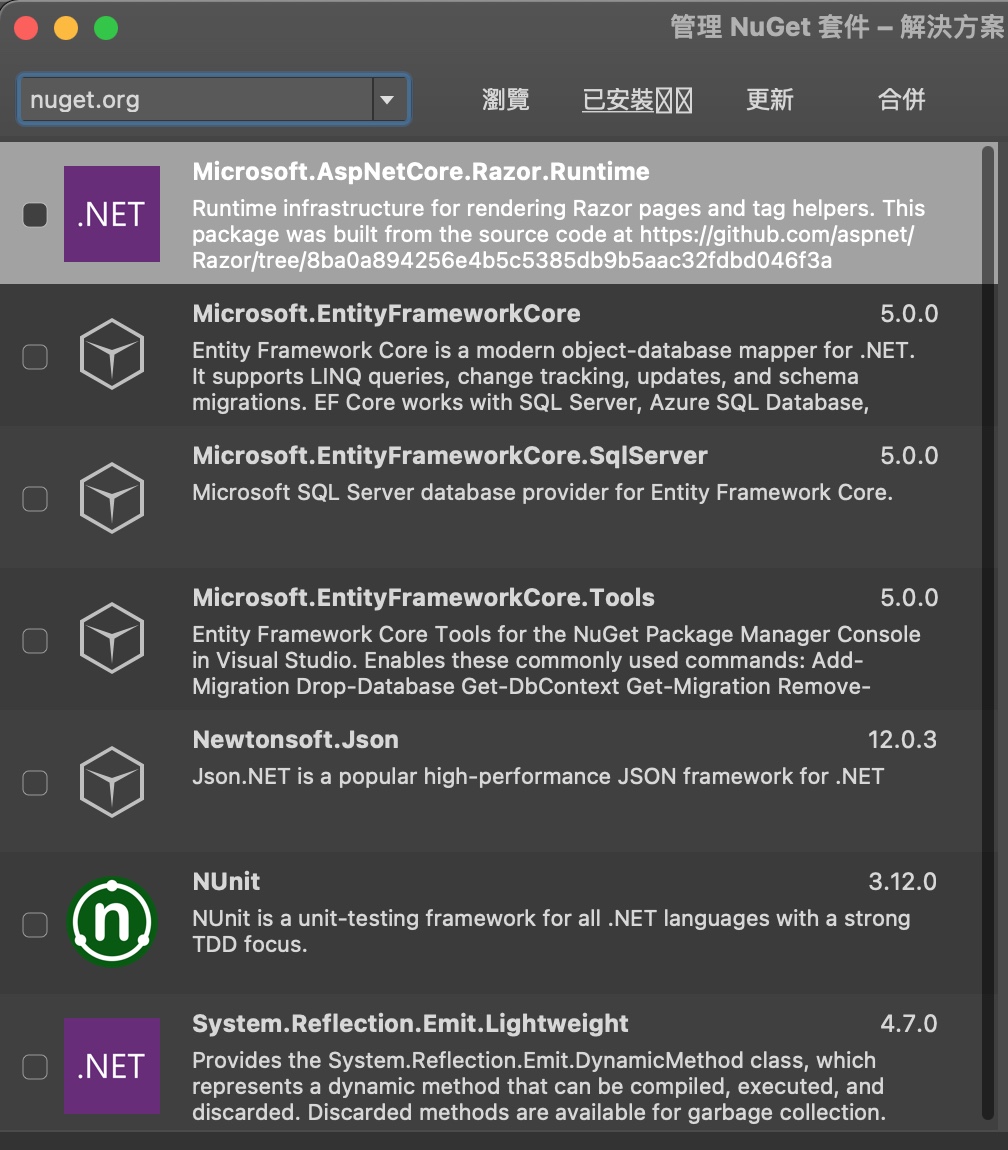 管理 NuGet 套件 – 解決方案
nuget.org
瀏覽
已安裝
更新
合併
Microsoft.AspNetCore.Razor.Runtime
.NET
Runtime infrastructure for rendering Razor pages and tag helpers. This
package was built from the source code at https://github.com/aspnet/
Razor/tree/8ba0a894256e4b5c5385db9b5aac32fdbd046f3a
Microsoft.EntityFrameworkCore 5.0.0
Entity Framework Core is a modern object-database mapper for .NET.
It supports LINQ queries, change tracking, updates, and schema
migrations. EF Core works with SQL Server, Azure SQL Database,
Microsoft.EntityFrameworkCore.SqlServer 5.0.0
Microsoft SQL Server database provider for Entity Framework Core.
Microsoft.EntityFrameworkCore.Tools 5.0.0
Entity Framework Core Tools for the NuGet Package Manager Console
in Visual Studio. Enables these commonly used commands: Add-
Migration Drop-Database Get-DbContext Get-Migration Remove-
Newtonsoft.Json 12.0.3
Json.NET is a popular high-performance JSON framework for .NET
NUnit 3.12.0
n
NUnit is a unit-testing framework for all .NET languages with a strong
TDD focus.
System.Reflection.Emit.Lightweight 4.7.0
.NET
Provides the System.Reflection.Emit.DynamicMethod class, which
represents a dynamic method that can be compiled, executed, and
discarded. Discarded methods are available for garbage collection.